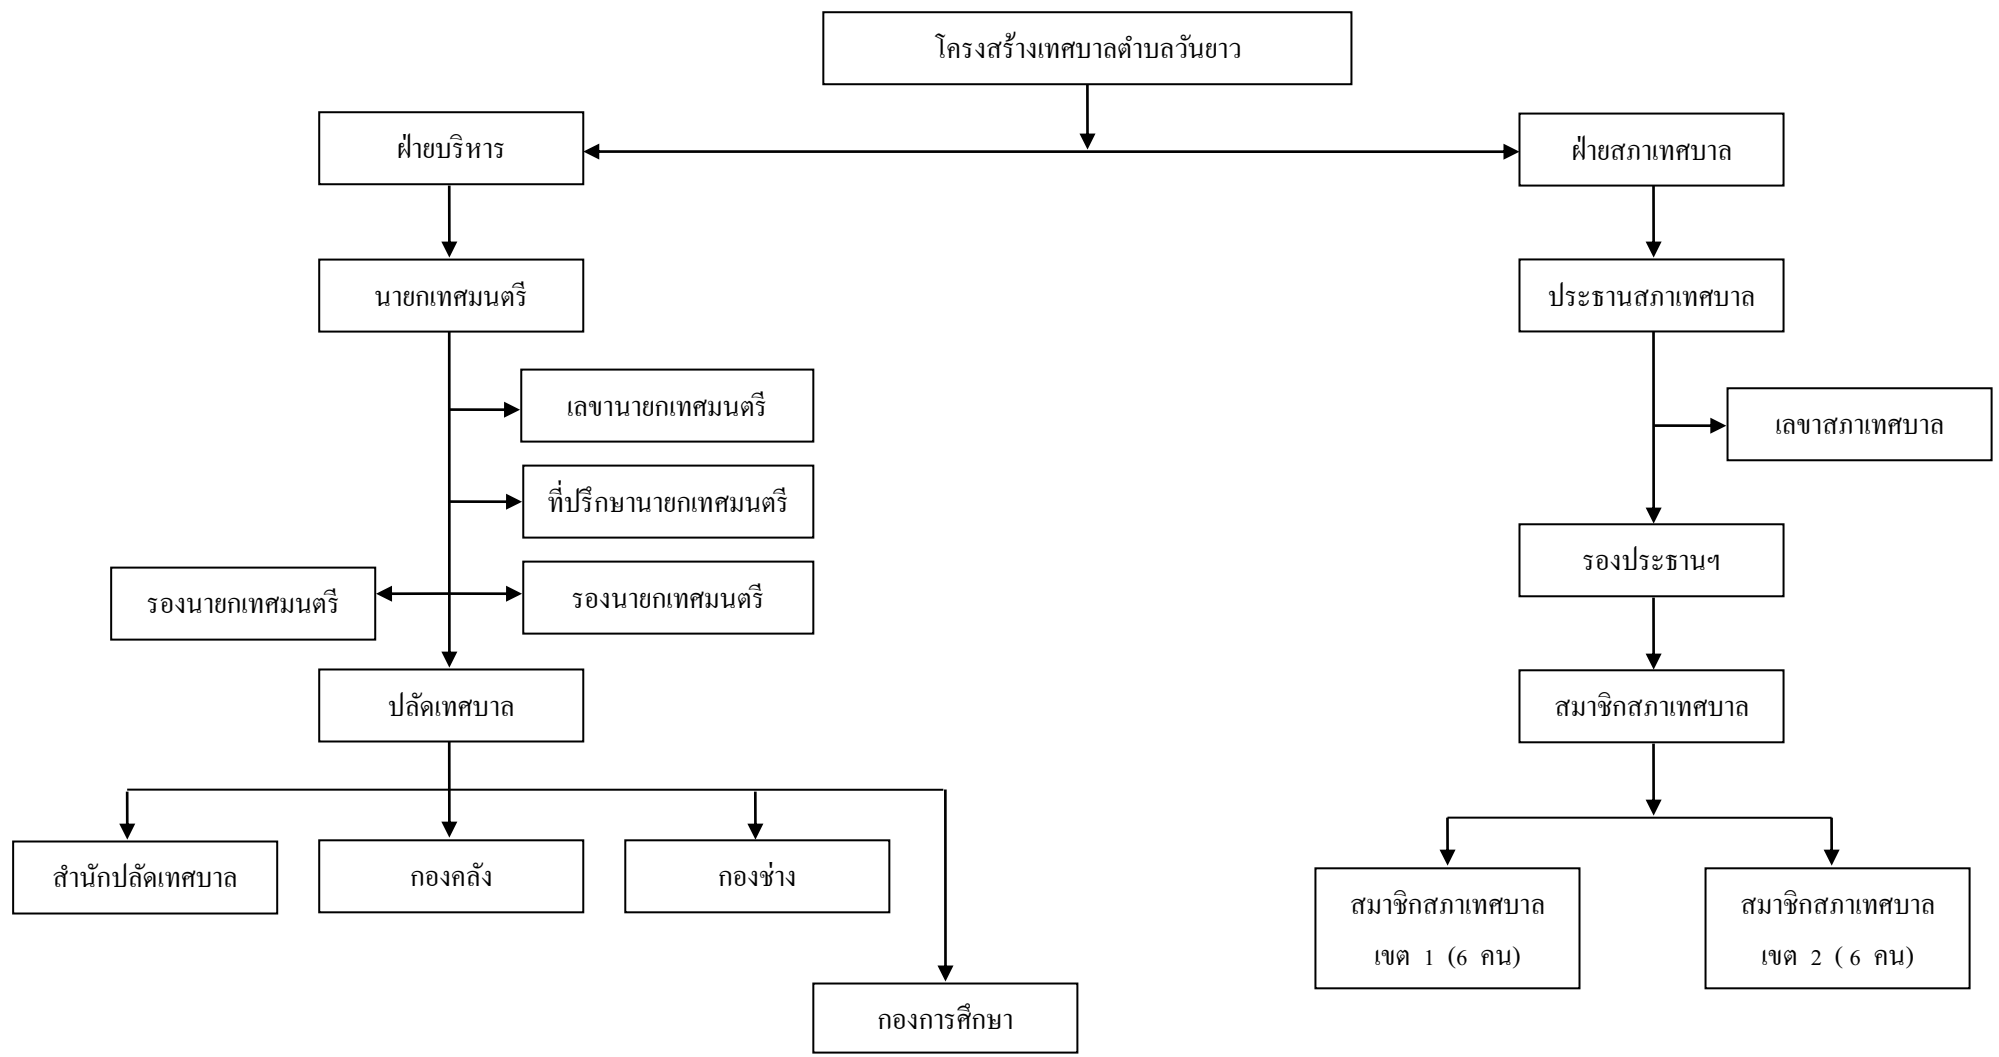 โครงสร้างเทศบาลตำบลวันยาว
ฝ่ายบริหาร
ฝ่ายสภาเทศบาล
นายกเทศมนตรี
ประธานสภาเทศบาล
เลขานายกเทศมนตรี
เลขาสภาเทศบาล
ที่ปรึกษานายกเทศมนตรี
รองประธานฯ
รองนายกเทศมนตรี
รองนายกเทศมนตรี
ปลัดเทศบาล
สมาชิกสภาเทศบาล
สำนักปลัดเทศบาล
กองคลัง
กองช่าง
สมาชิกสภาเทศบาล
เขต 1 (6 คน)
สมาชิกสภาเทศบาล
เขต 2 ( 6 คน)
กองการศึกษา